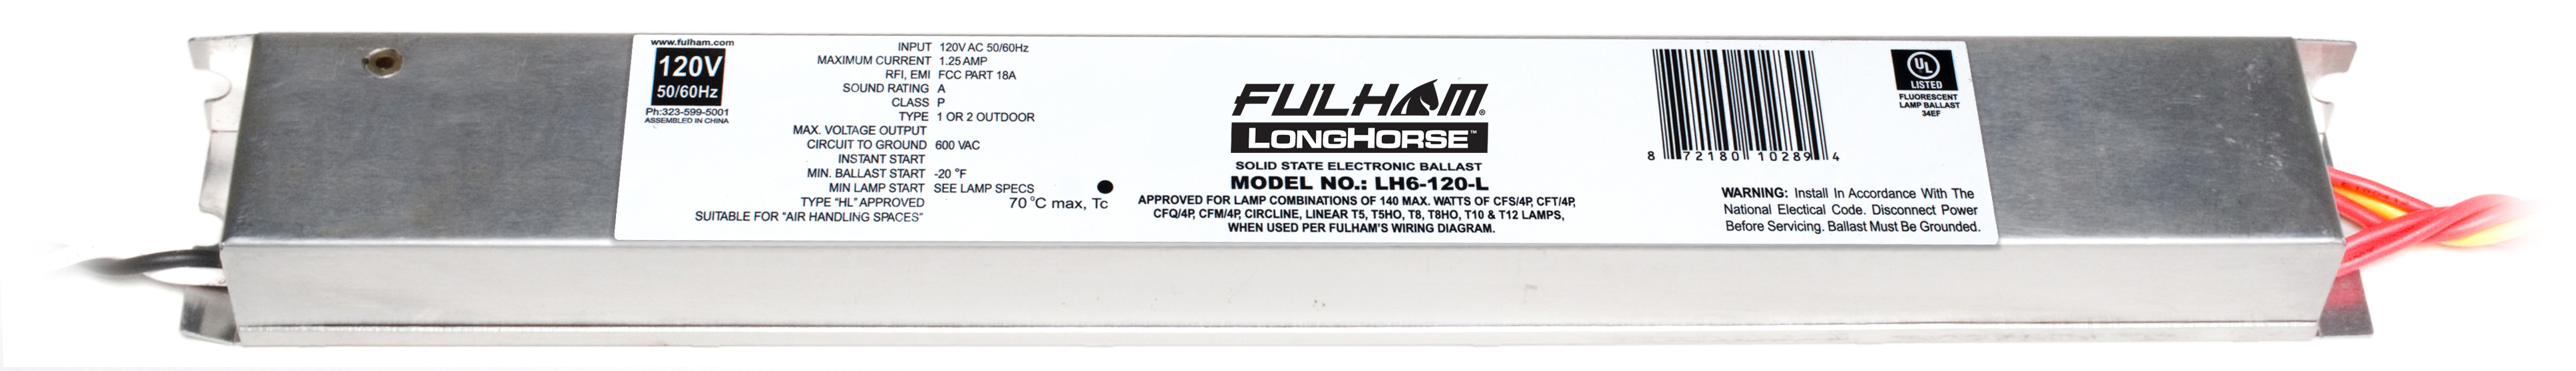 www.fulham.com
120V
50/60Hz
Ph:323-599-5001
ASSEMBLED IN CHINA
INPUT 120V AC 50/60Hz
MAXIMUM CURRENT 1.25 AMP
RFI, EMI FCC PART 18A
SOUND RATING A
CLASS P
TYPE 1 OR 2 OUTDOOR
MAX. VOLTAGE OUTPUT
CIRCUIT TO GROUND 600 VAC
INSTANT START
MIN. BALLAST START -20 °F
MIN LAMP START SEE LAMP SPECS
TYPE “HL” APPROVED
SUITABLE FOR “AIR HANDLING SPACES”
70 °C max, Tc
FULHAM®
LONGHORSE™
SOLID STATE ELECTRONIC BALLAST
MODEL NO.: LH6-120-L
APPROVED FOR LAMP COMBINATIONS OF 140 MAX. WATTS OF CFS/4P, CFT/4P,
CFQ/4P, CFM/4P, CIRCLINE, LINEAR T5, T5HO, T8, T8HO, T10 & T12 LAMPS,
WHEN USED PER FULHAM'S WIRING DIAGRAM.
8 72180 10289 4
UL
LISTED
FLUORESCENT
LAMP BALLAST
34EF
WARNING: Install In Accordance With The
National Electical Code. Disconnect Power
Before Servicing. Ballast Must Be Grounded.